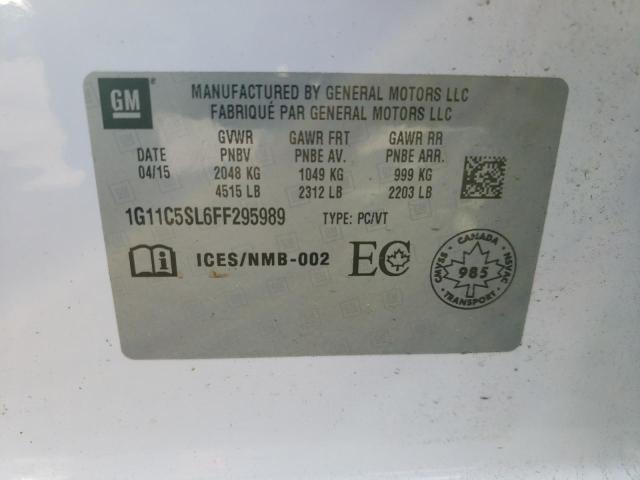 GM
MANUFACTURED BY GENERAL MOTORS LLC
FABRIQUÉ PAR GENERAL MOTORS LLC
GVWR GAWR FRT GAWR RR
DATE PNBV PNBE AV. PNBE ARR.
04/15 2048 KG 1049 KG 999 KG
4515 LB 2312 LB 2203 LB
1G11C5SL6FF295989 TYPE: PC/VT
ICES/NMB-002 EC
CANADA
CMVSS 985 NSVAC
TRANSPORT